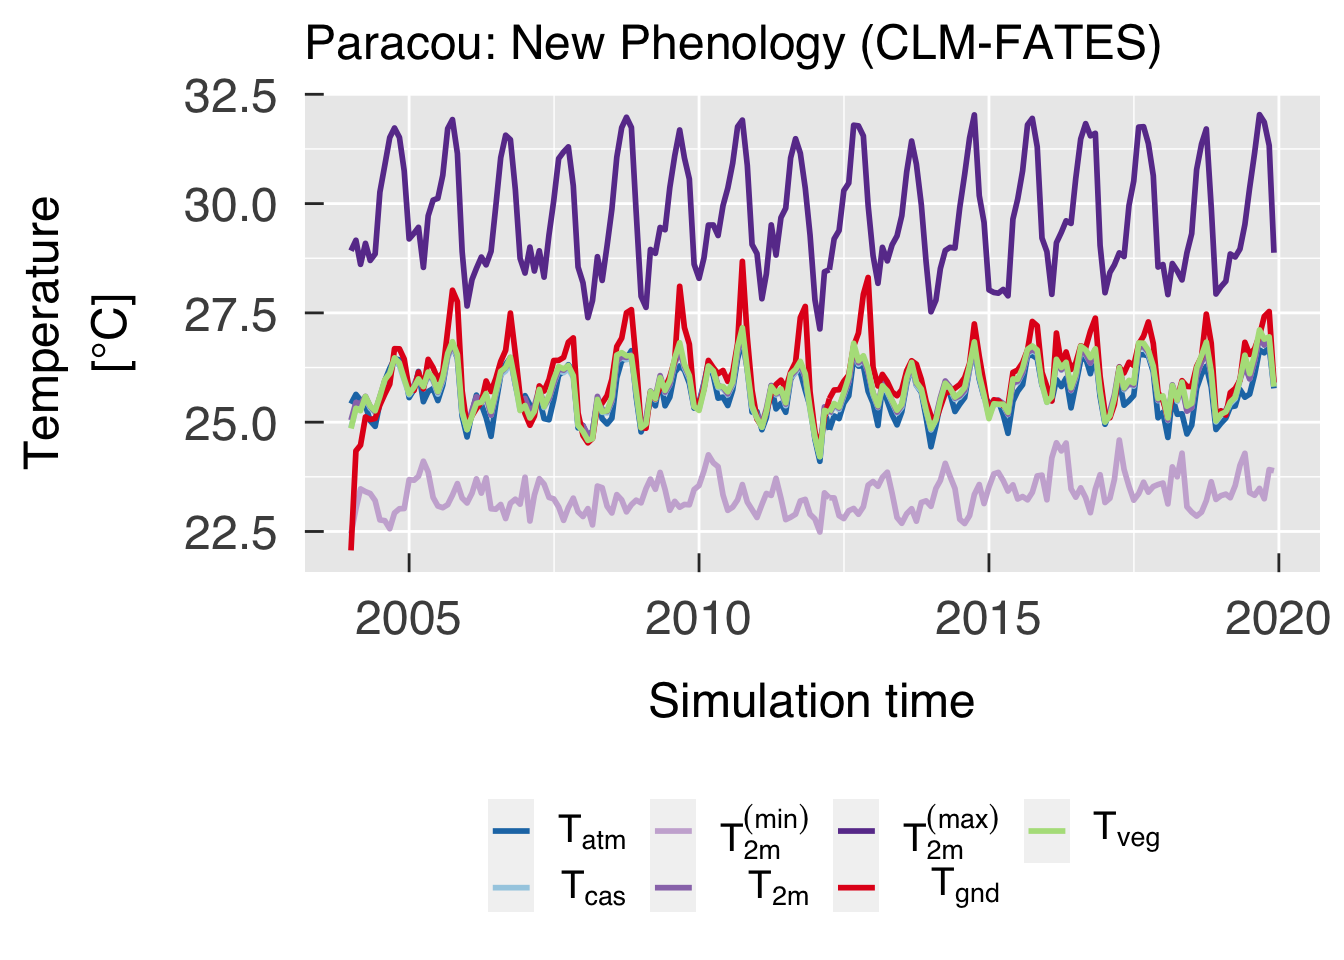 Paracou: New Phenology (CLM-FATES)
32.5
30.0
27.5
25.0
22.5
Temperature
[°C]
2005 2010 2015 2020
Simulation time
T_atm T_2m^(min) T_2m^(max) T_veg
T_cas T_2m T_gnd